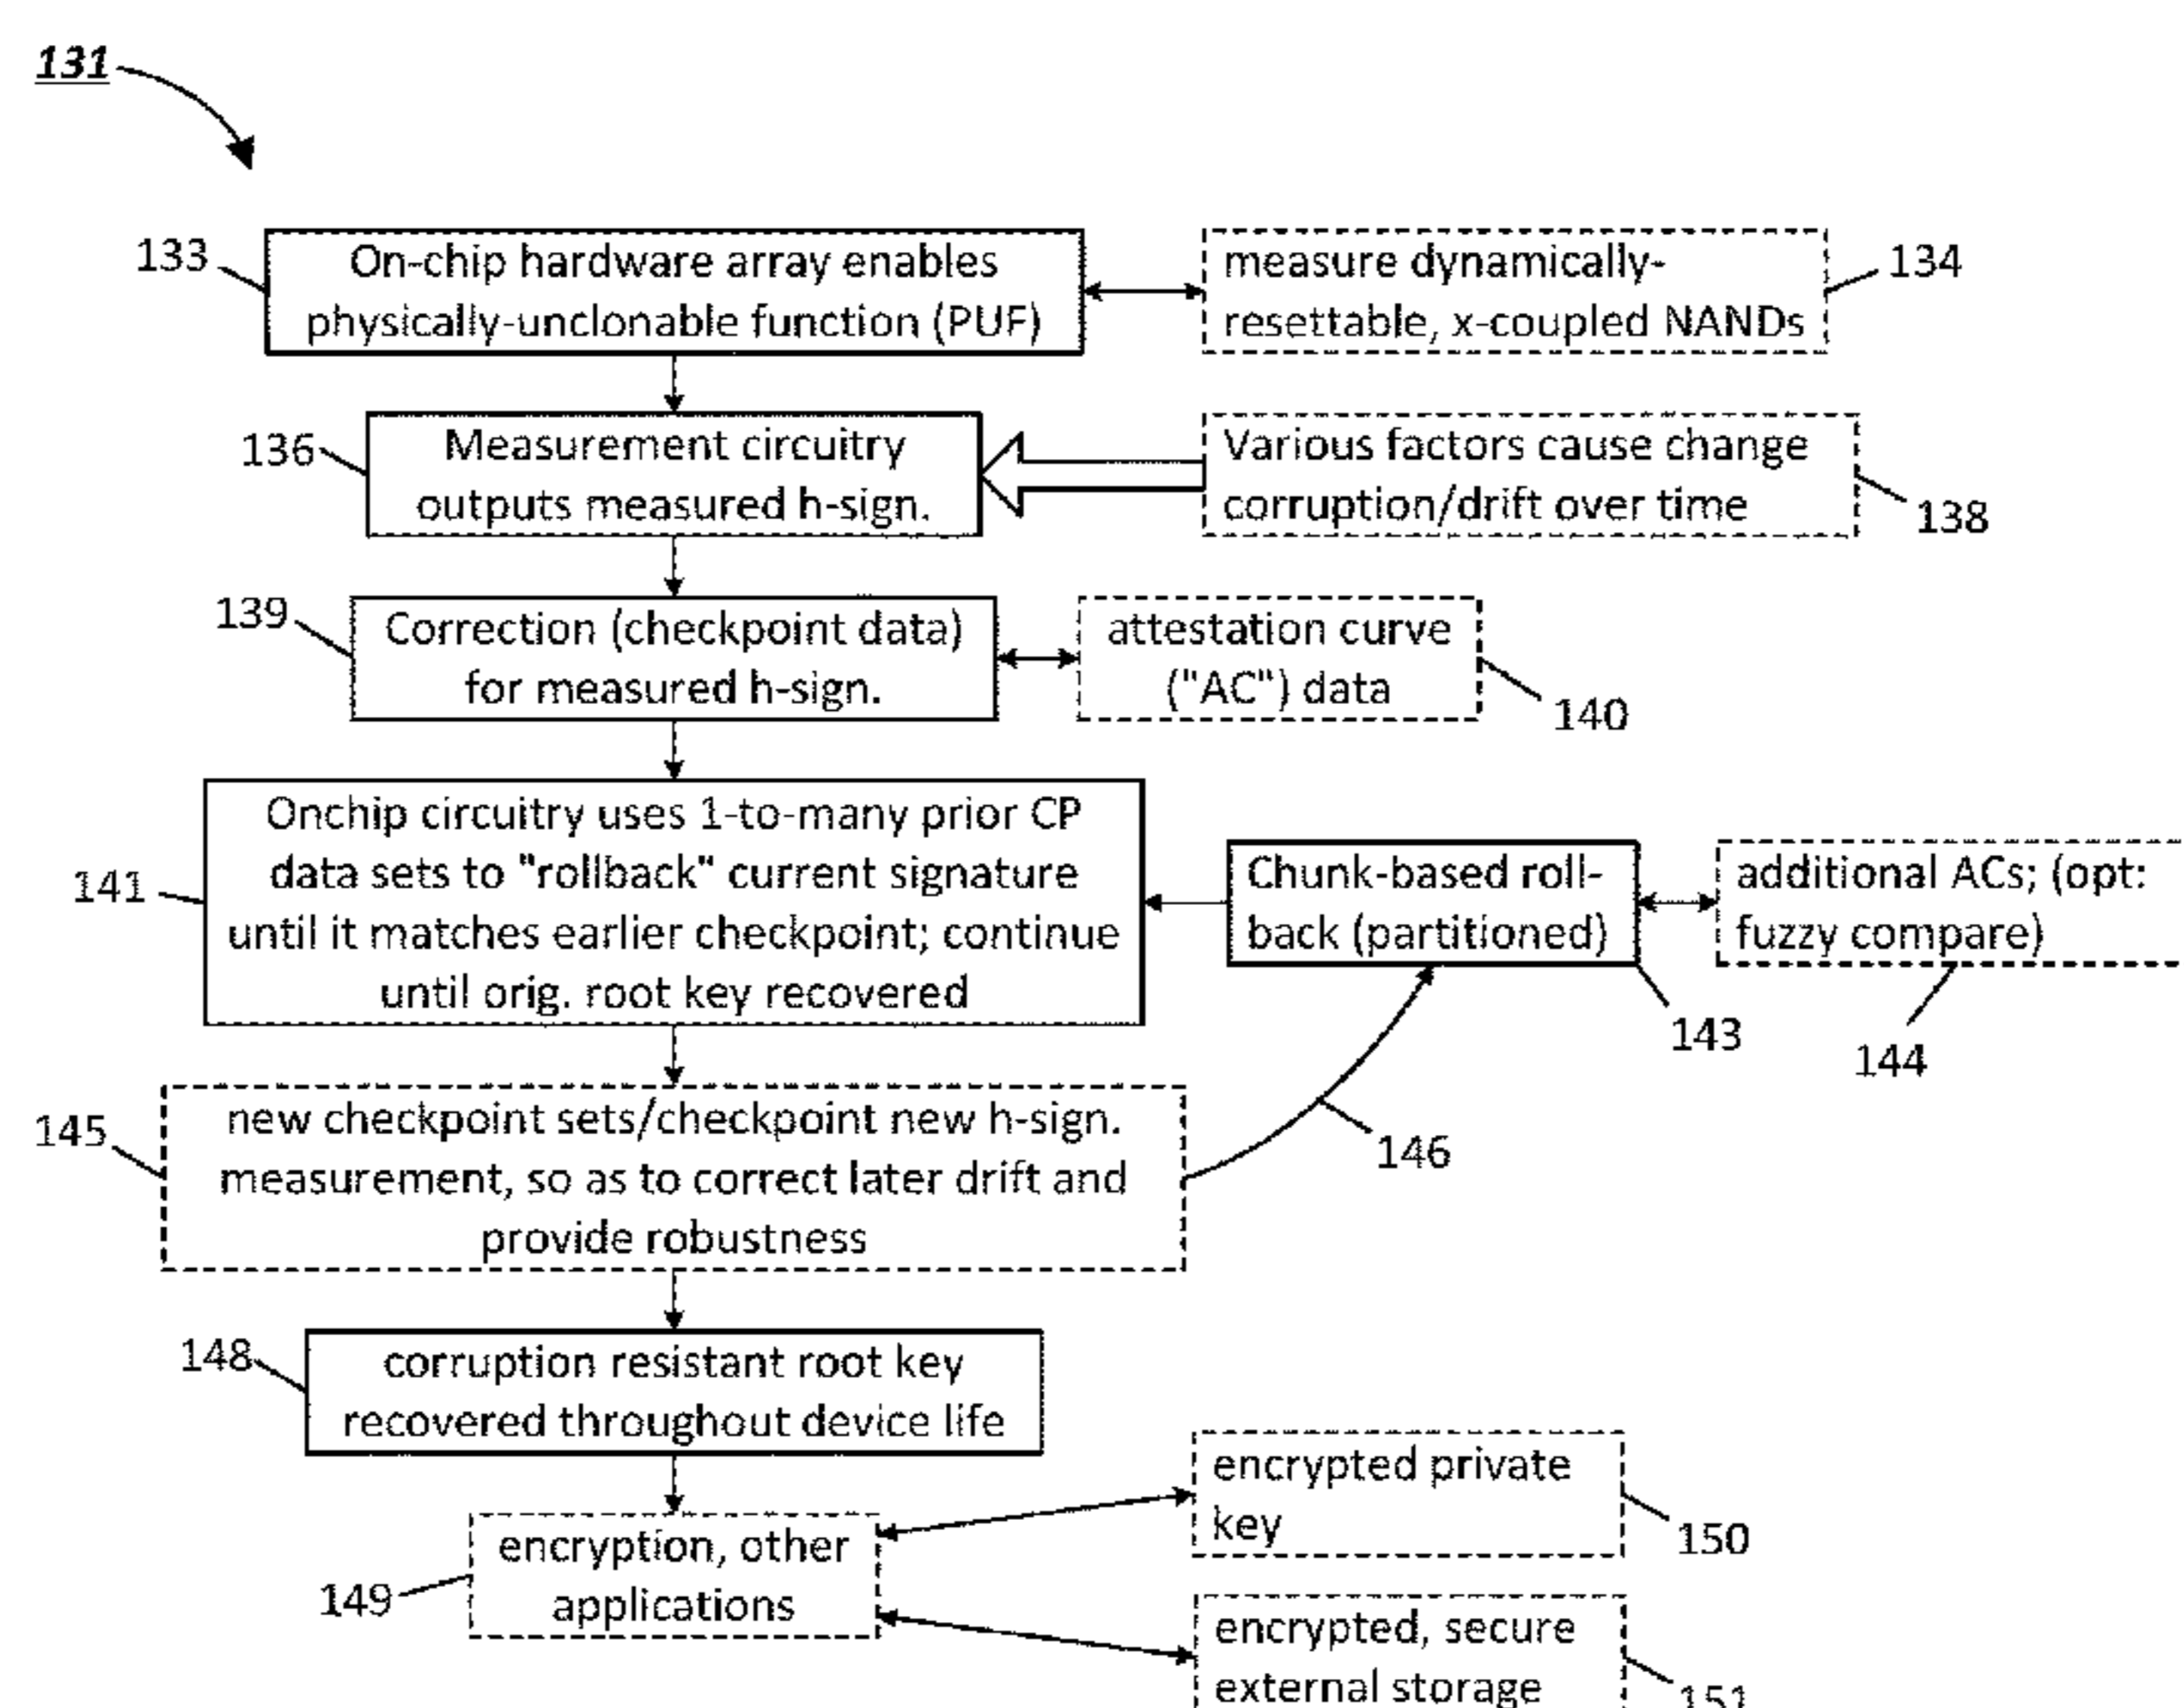 131
133
On-chip hardware array enables
physically-unclonable function (PUF)
measure dynamically-
resettable, x-coupled NANDs
134
136
Measurement circuitry
outputs measured h-sign.
Various factors cause change
corruption/drift over time
138
139
Correction (checkpoint data)
for measured h-sign.
attestation curve
("AC") data
140
141
Onchip circuitry uses 1-to-many prior CP
data sets to "rollback" current signature
until it matches earlier checkpoint; continue
until orig. root key recovered
Chunk-based roll-
back (partitioned)
143
additional ACs; (opt:
fuzzy compare)
144
145
new checkpoint sets/checkpoint new h-sign.
measurement, so as to correct later drift and
provide robustness
146
148
corruption resistant root key
recovered throughout device life
149
encryption, other
applications
encrypted private
key
150
encrypted, secure
external storage
151